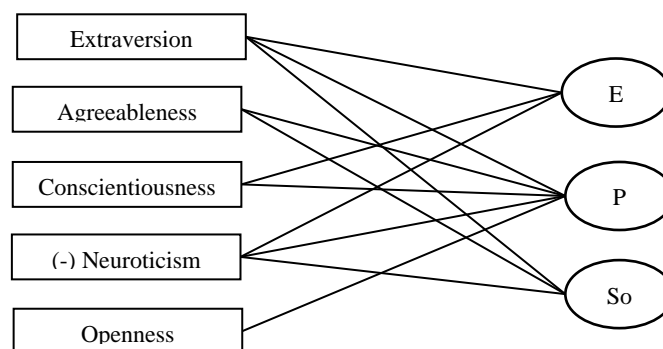 Extraversion
E
Agreeableness
Conscientiousness
P
(-) Neuroticism
So
Openness